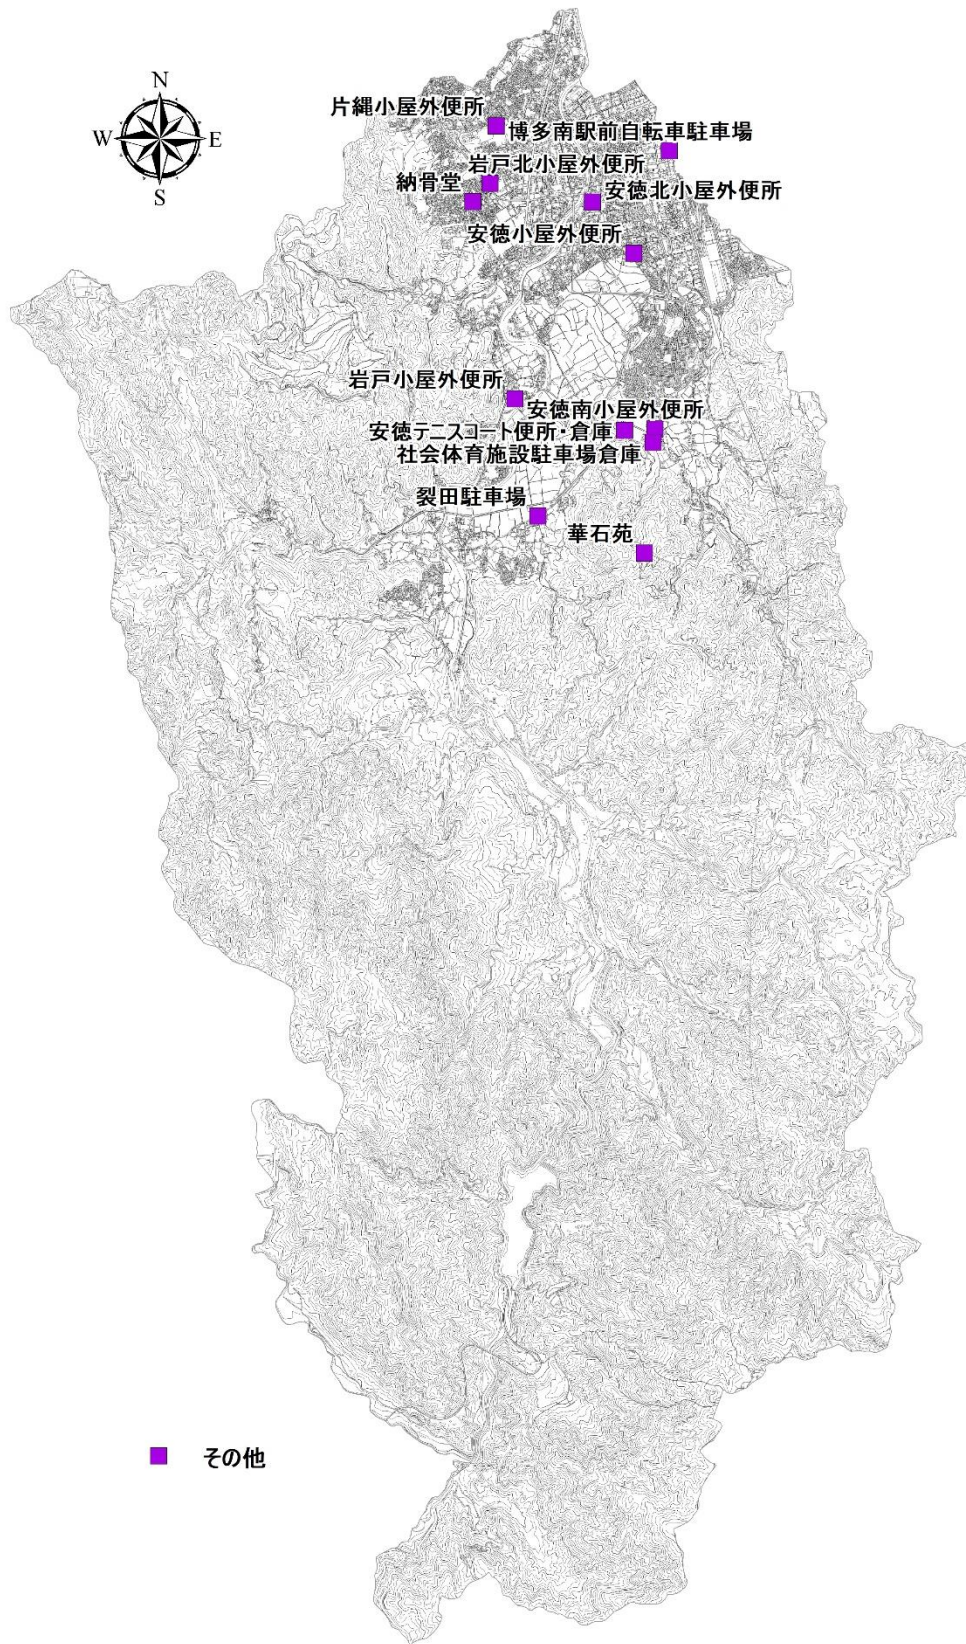 N
W
E
S
片縄小屋外便所
博多南駅前自転車駐車場
岩戸北小屋外便所
納骨堂
安徳北小屋外便所
安徳小屋外便所
岩戸小屋外便所
安徳南小屋外便所
安徳テニスコート便所・倉庫
社会体育施設駐車場倉庫
裂田駐車場
華石苑
その他